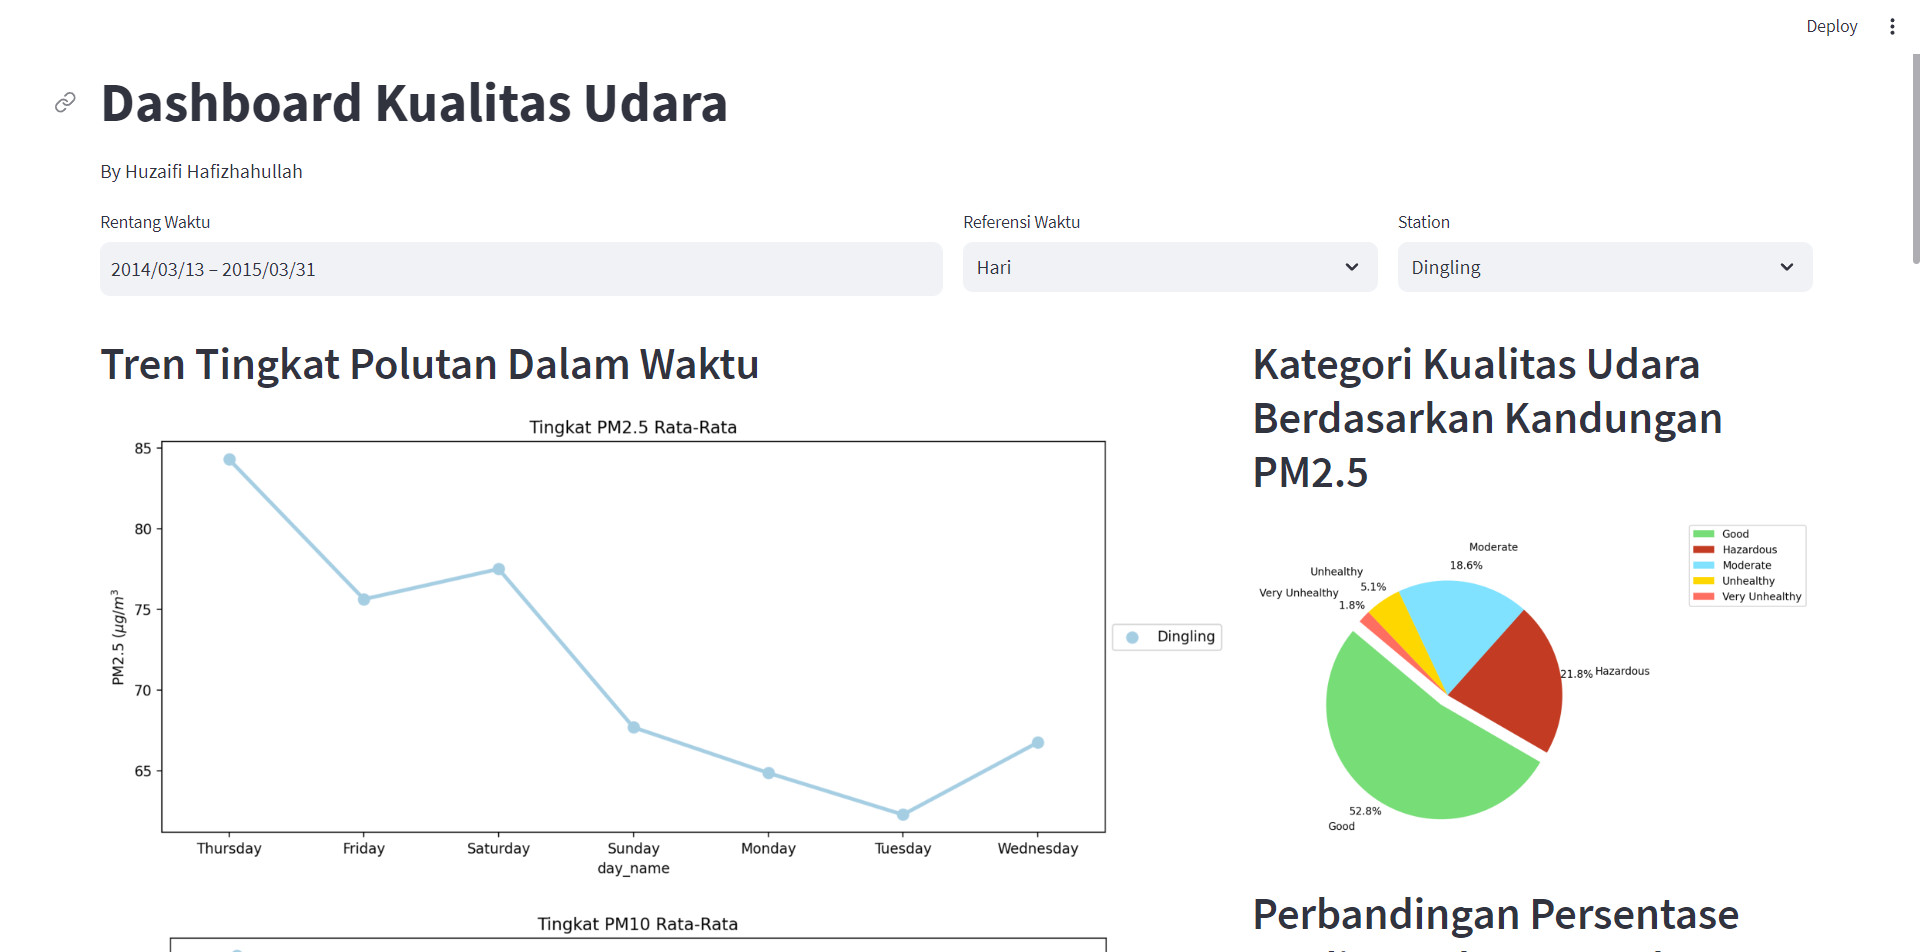 Deploy
Dashboard Kualitas Udara
By Huzaifi Hafizhahullah
Rentang Waktu
2014/03/13 – 2015/03/31
Referensi Waktu
Hari
Station
Dingling
Tren Tingkat Polutan Dalam Waktu
Tingkat PM2.5 Rata-Rata
85
80
75
70
65
PM2.5 (μg/m³
Thursday
Friday
Saturday
Sunday
Monday
Tuesday
Wednesday
day_name
Dingling
Tingkat PM10 Rata-Rata
Kategori Kualitas Udara
Berdasarkan Kandungan
PM2.5
Good
Hazardous
Moderate
Unhealthy
Very Unhealthy
Moderate
18.6%
Unhealthy
5.1%
Very Unhealthy
1.8%
21.8%
Hazardous
52.8%
Good
Perbandingan Persentase